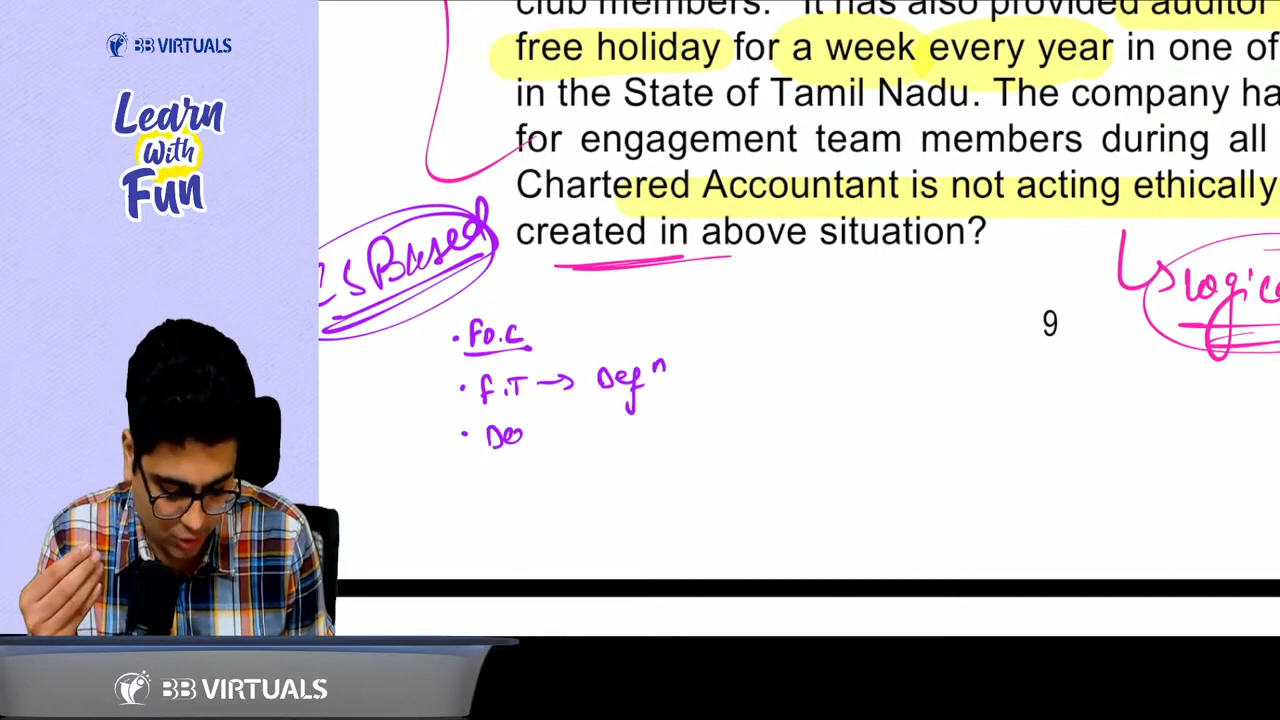 BB VIRTUALS
Learn
With
Fun
club members. It has also provided auditor
free holiday for a week every year in one of
in the State of Tamil Nadu. The company ha
for engagement team members during all
Chartered Accountant is not acting ethically
created in above situation?
Based
Logic
• FO.C
9
• F.iT → Defⁿ
BB VIRTUALS